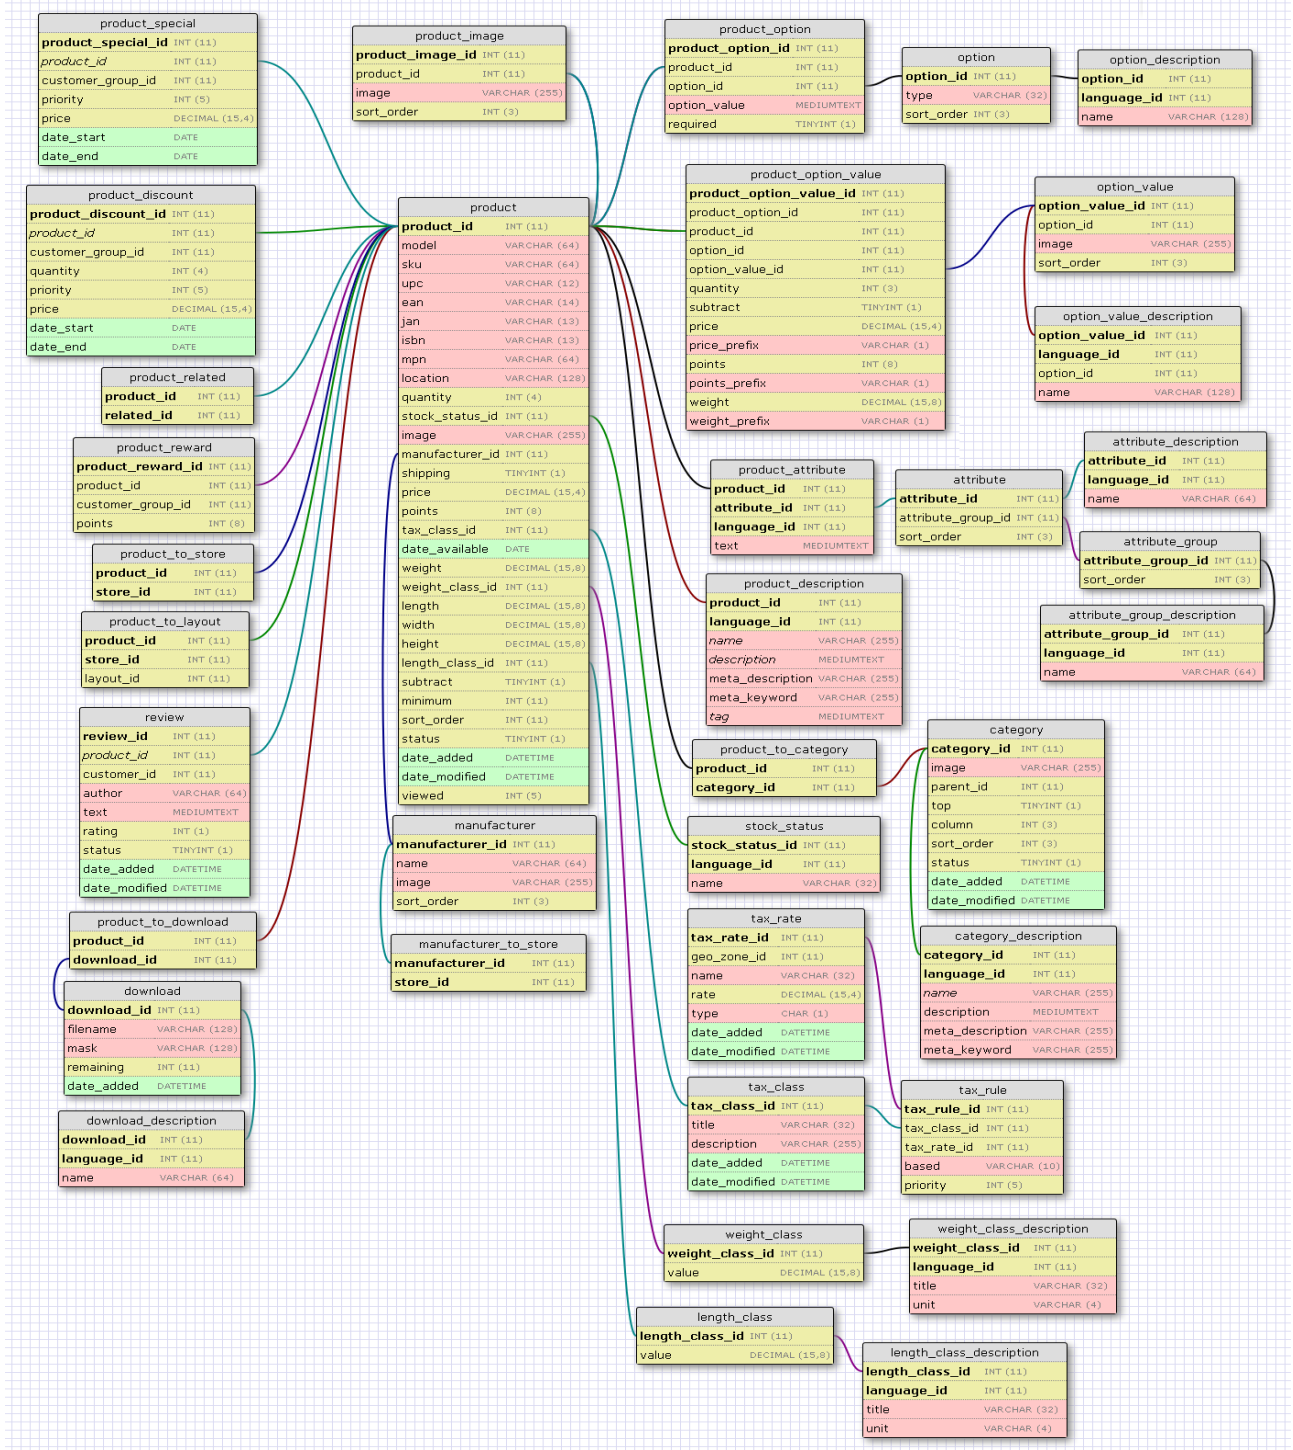 product_special
product_special_id INT (11)
product_id INT (11)
customer_group_id INT (11)
priority INT (5)
price DECIMAL (15,4)
date_start DATE
date_end DATE
product_image
product_image_id INT (11)
product_id INT (11)
image VARCHAR (255)
sort_order INT (3)
product_option
product_option_id INT (11)
product_id INT (11)
option_id INT (11)
option_value MEDIUMTEXT
required TINYINT (1)
option
option_id INT (11)
type VARCHAR (32)
sort_order INT (3)
option_description
option_id INT (11)
language_id INT (11)
name VARCHAR (128)
product_discount
product_discount_id INT (11)
product_id INT (11)
customer_group_id INT (11)
quantity INT (4)
priority INT (5)
price DECIMAL (15,4)
date_start DATE
date_end DATE
product
product_id INT (11)
model VARCHAR (64)
sku VARCHAR (64)
upc VARCHAR (12)
ean VARCHAR (14)
jan VARCHAR (13)
isbn VARCHAR (13)
mpn VARCHAR (64)
location VARCHAR (128)
quantity INT (4)
stock_status_id INT (11)
image VARCHAR (255)
manufacturer_id INT (11)
shipping TINYINT (1)
price DECIMAL (15,4)
points INT (8)
tax_class_id INT (11)
date_available DATE
weight DECIMAL (15,8)
weight_class_id INT (11)
length DECIMAL (15,8)
width DECIMAL (15,8)
height DECIMAL (15,8)
length_class_id INT (11)
subtract TINYINT (1)
minimum INT (11)
sort_order INT (11)
status TINYINT (1)
date_added DATETIME
date_modified DATETIME
viewed INT (5)
product_option_value
product_option_value_id INT (11)
product_option_id INT (11)
product_id INT (11)
option_id INT (11)
option_value_id INT (11)
quantity INT (3)
subtract TINYINT (1)
price DECIMAL (15,4)
price_prefix VARCHAR (1)
points INT (8)
points_prefix VARCHAR (1)
weight DECIMAL (15,8)
weight_prefix VARCHAR (1)
option_value
option_value_id INT (11)
option_id INT (11)
image VARCHAR (255)
sort_order INT (3)
option_value_description
option_value_id INT (11)
language_id INT (11)
option_id INT (11)
name VARCHAR (128)
product_related
product_id INT (11)
related_id INT (11)
product_reward
product_reward_id INT (11)
product_id INT (11)
customer_group_id INT (11)
points INT (8)
product_to_store
product_id INT (11)
store_id INT (11)
product_to_layout
product_id INT (11)
store_id INT (11)
layout_id INT (11)
review
review_id INT (11)
product_id INT (11)
customer_id INT (11)
author VARCHAR (64)
text MEDIUMTEXT
rating INT (1)
status TINYINT (1)
date_added DATETIME
date_modified DATETIME
product_to_download
product_id INT (11)
download_id INT (11)
download
download_id INT (11)
filename VARCHAR (128)
mask VARCHAR (128)
remaining INT (11)
date_added DATETIME
download_description
download_id INT (11)
language_id INT (11)
name VARCHAR (64)
manufacturer
manufacturer_id INT (11)
name VARCHAR (64)
image VARCHAR (255)
sort_order INT (3)
manufacturer_to_store
manufacturer_id INT (11)
store_id INT (11)
product_attribute
product_id INT (11)
attribute_id INT (11)
language_id INT (11)
text MEDIUMTEXT
attribute
attribute_id INT (11)
attribute_group_id INT (11)
sort_order INT (3)
attribute_description
attribute_id INT (11)
language_id INT (11)
name VARCHAR (64)
attribute_group
attribute_group_id INT (11)
sort_order INT (3)
attribute_group_description
attribute_group_id INT (11)
language_id INT (11)
name VARCHAR (64)
product_description
product_id INT (11)
language_id INT (11)
name VARCHAR (255)
description MEDIUMTEXT
meta_description VARCHAR (255)
meta_keyword VARCHAR (255)
tag MEDIUMTEXT
product_to_category
product_id INT (11)
category_id INT (11)
category
category_id INT (11)
image VARCHAR (255)
parent_id INT (11)
top TINYINT (1)
column INT (3)
sort_order INT (3)
status TINYINT (1)
date_added DATETIME
date_modified DATETIME
stock_status
stock_status_id INT (11)
language_id INT (11)
name VARCHAR (32)
tax_rate
tax_rate_id INT (11)
geo_zone_id INT (11)
name VARCHAR (32)
rate DECIMAL (15,4)
type CHAR (1)
date_added DATETIME
date_modified DATETIME
category_description
category_id INT (11)
language_id INT (11)
name VARCHAR (255)
description MEDIUMTEXT
meta_description VARCHAR (255)
meta_keyword VARCHAR (255)
tax_class
tax_class_id INT (11)
title VARCHAR (32)
description VARCHAR (255)
date_added DATETIME
date_modified DATETIME
tax_rule
tax_rule_id INT (11)
tax_class_id INT (11)
tax_rate_id INT (11)
based VARCHAR (10)
priority INT (5)
weight_class
weight_class_id INT (11)
value DECIMAL (15,8)
weight_class_description
weight_class_id INT (11)
language_id INT (11)
title VARCHAR (32)
unit VARCHAR (4)
length_class
length_class_id INT (11)
value DECIMAL (15,8)
length_class_description
length_class_id INT (11)
language_id INT (11)
title VARCHAR (32)
unit VARCHAR (4)